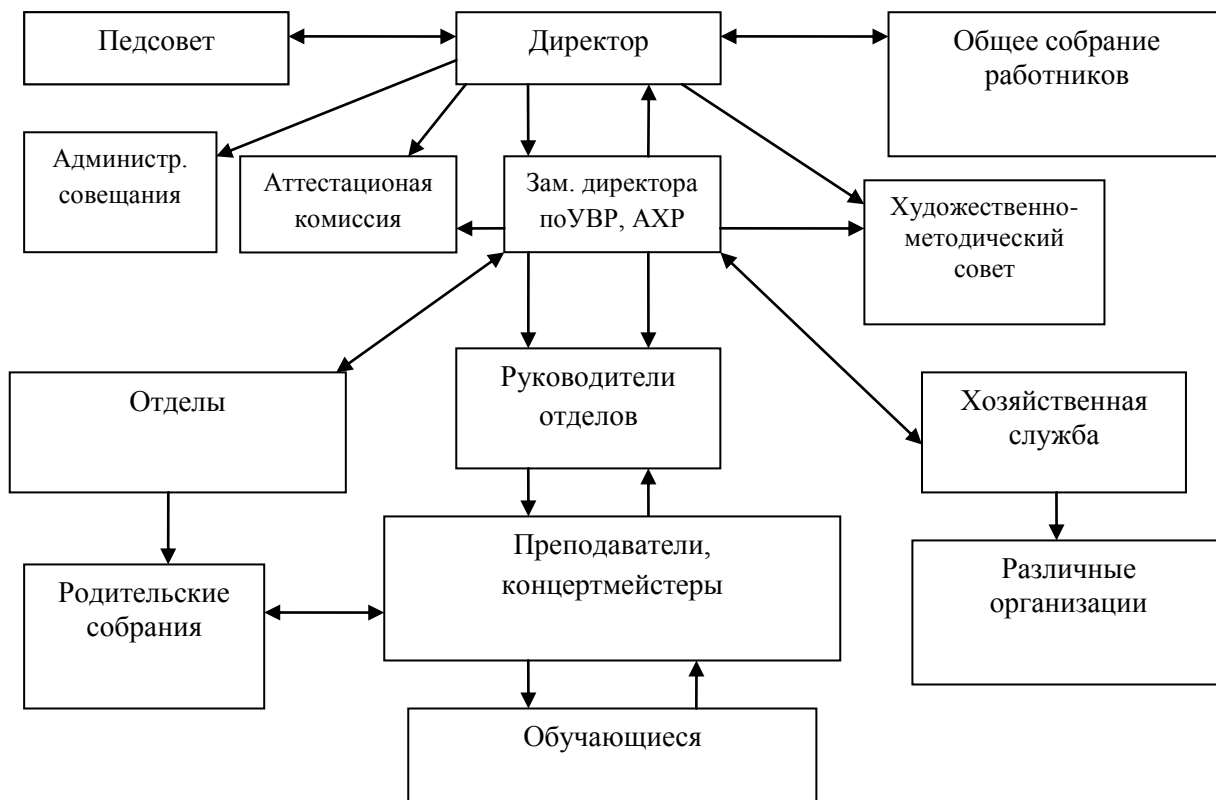 Педсовет
Директор
Общее собрание
работников
Администр.
совещания
Аттестационая
комиссия
Зам. директора
поУВР, АХР
Художественно-
методический
совет
Отделы
Руководители
отделов
Хозяйственная
служба
Родительские
собрания
Преподаватели,
концертмейстеры
Различные
организации
Обучающиеся